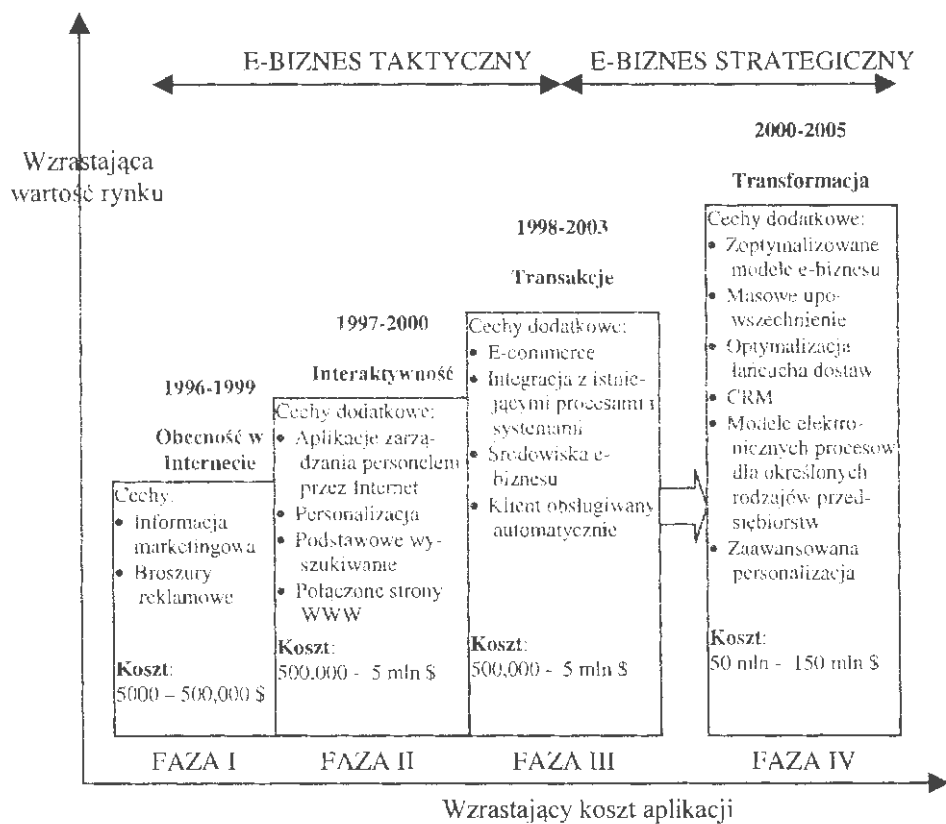 E-BIZNES TAKTYCZNY
E-BIZNES STRATEGICZNY
Wzrastająca
wartość rynku
1996-1999
Obecność w
Internecie
Cechy:
• Informacja
marketingowa
• Broszury
reklamowe
Koszt:
5000 – 500,000 $
FAZA I
1997-2000
Interaktywność
Cechy dodatkowe:
• Aplikacje zarzą-
dzania personelem
przez Internet
• Personalizacja
• Podstawowe wy-
szukiwanie
• Połączone strony
WWW
Koszt:
500.000 - 5 mln $
FAZA II
1998-2003
Transakcje
Cechy dodatkowe:
• E-commerce
• Integracja z istnie-
jącymi procesami i
systemami
• Środowiska e-
biznesu
• Klient obsługiwany
automatycznie
Koszt:
500,000 - 5 mln $
FAZA III
2000-2005
Transformacja
Cechy dodatkowe:
• Zoptymalizowane
modele e-biznesu
• Masowe upo-
wszechnienie
• Optymalizacja
łańcucha dostaw
• CRM
• Modele elektro-
nicznych procesów
dla określonych
rodzajów przed-
siębiorstw
• Zaawansowana
personalizacja
Koszt:
50 mln - 150 mln $
FAZA IV
Wzrastający koszt aplikacji